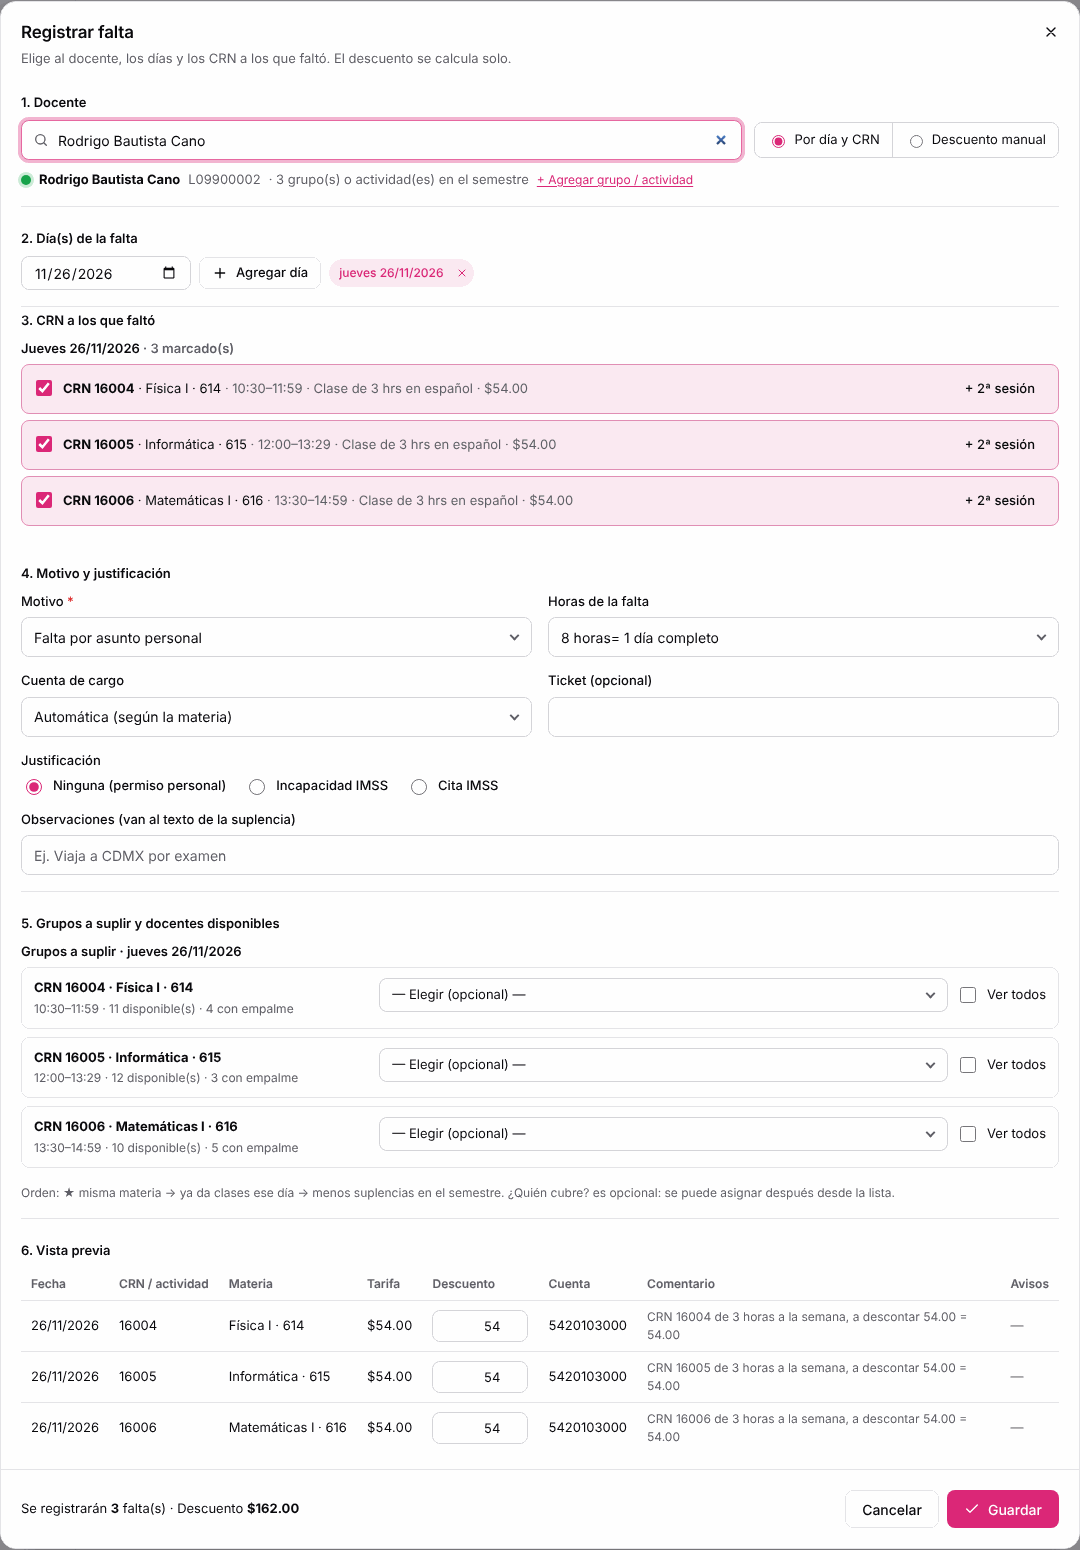 Registrar falta
Elige al docente, los días y los CRN a los que faltó. El descuento se calcula solo.
1. Docente
Rodrigo Bautista Cano
Por día y CRN
Descuento manual
Rodrigo Bautista Cano L09900002 · 3 grupo(s) o actividad(es) en el semestre + Agregar grupo / actividad
2. Día(s) de la falta
11/26/2026
+ Agregar día
jueves 26/11/2026 ×
3. CRN a los que faltó
Jueves 26/11/2026 · 3 marcado(s)
CRN 16004 · Física I · 614 · 10:30–11:59 · Clase de 3 hrs en español · $54.00 + 2ª sesión
CRN 16005 · Informática · 615 · 12:00–13:29 · Clase de 3 hrs en español · $54.00 + 2ª sesión
CRN 16006 · Matemáticas I · 616 · 13:30–14:59 · Clase de 3 hrs en español · $54.00 + 2ª sesión
4. Motivo y justificación
Motivo * Horas de la falta
Falta por asunto personal 8 horas= 1 día completo
Cuenta de cargo Ticket (opcional)
Automática (según la materia)
Justificación
Ninguna (permiso personal) Incapacidad IMSS Cita IMSS
Observaciones (van al texto de la suplencia)
Ej. Viaja a CDMX por examen
5. Grupos a suplir y docentes disponibles
Grupos a suplir · jueves 26/11/2026
CRN 16004 · Física I · 614
10:30–11:59 · 11 disponible(s) · 4 con empalme
— Elegir (opcional) — Ver todos
CRN 16005 · Informática · 615
12:00–13:29 · 12 disponible(s) · 3 con empalme
— Elegir (opcional) — Ver todos
CRN 16006 · Matemáticas I · 616
13:30–14:59 · 10 disponible(s) · 5 con empalme
— Elegir (opcional) — Ver todos
Orden: ★ misma materia → ya da clases ese día → menos suplencias en el semestre. ¿Quién cubre? es opcional: se puede asignar después desde la lista.
6. Vista previa
Fecha CRN / actividad Materia Tarifa Descuento Cuenta Comentario Avisos
26/11/2026 16004 Física I · 614 $54.00 54 5420103000 CRN 16004 de 3 horas a la semana, a descontar 54.00 =
54.00 —
26/11/2026 16005 Informática · 615 $54.00 54 5420103000 CRN 16005 de 3 horas a la semana, a descontar 54.00 =
54.00 —
26/11/2026 16006 Matemáticas I · 616 $54.00 54 5420103000 CRN 16006 de 3 horas a la semana, a descontar 54.00 =
54.00 —
Se registrarán 3 falta(s) · Descuento $162.00
Cancelar
Guardar